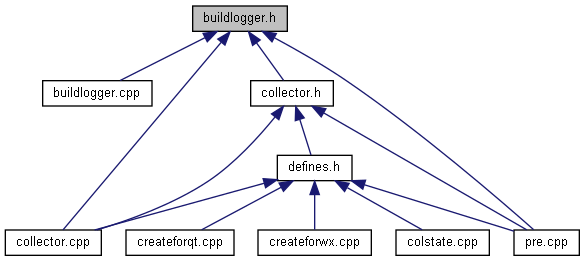 buildlogger.h
buildlogger.cpp
collector.h
defines.h
collector.cpp
createforqt.cpp
createforwx.cpp
colstate.cpp
pre.cpp